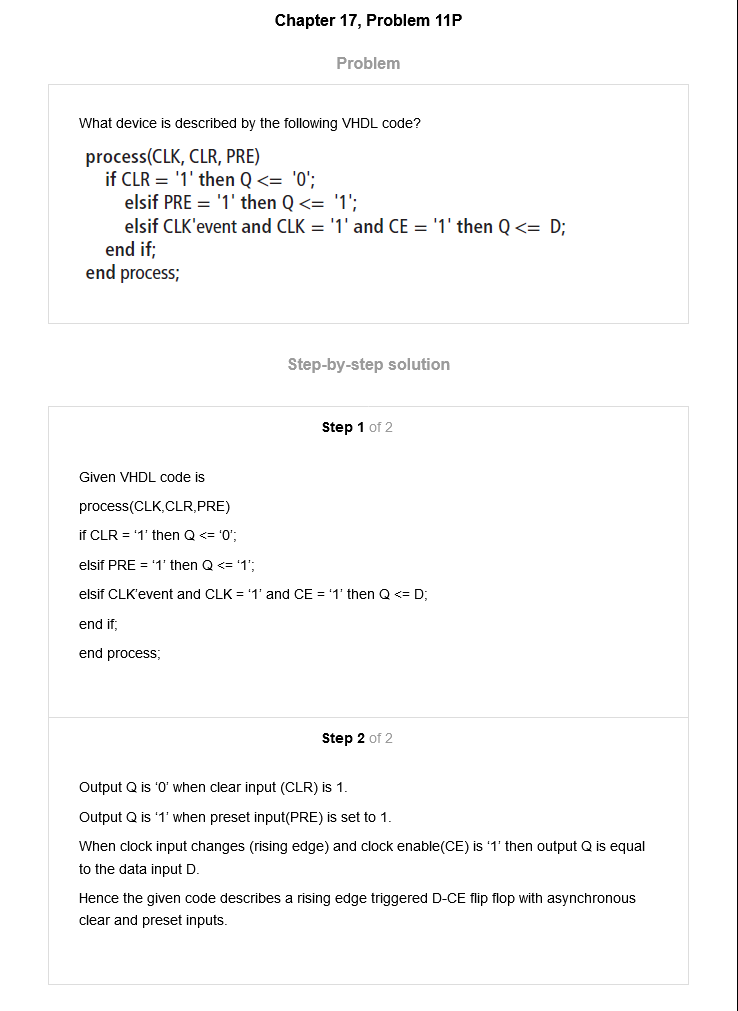 Chapter 17, Problem 11P
Problem
What device is described by the following VHDL code?
process(CLK, CLR, PRE)
if CLR = '1' then Q <= '0';
elsif PRE = '1' then Q <= '1';
elsif CLK'event and CLK = '1' and CE = '1' then Q <= D;
end if;
end process;
Step-by-step solution
Step 1 of 2
Given VHDL code is
process(CLK,CLR,PRE)
if CLR = ‘1’ then Q <= ‘0’;
elsif PRE = ‘1’ then Q <= ‘1’;
elsif CLK’event and CLK = ‘1’ and CE = ‘1’ then Q <= D;
end if;
end process;
Step 2 of 2
Output Q is ‘0’ when clear input (CLR) is 1.
Output Q is ‘1’ when preset input(PRE) is set to 1.
When clock input changes (rising edge) and clock enable(CE) is ‘1’ then output Q is equal
to the data input D.
Hence the given code describes a rising edge triggered D-CE flip flop with asynchronous
clear and preset inputs.